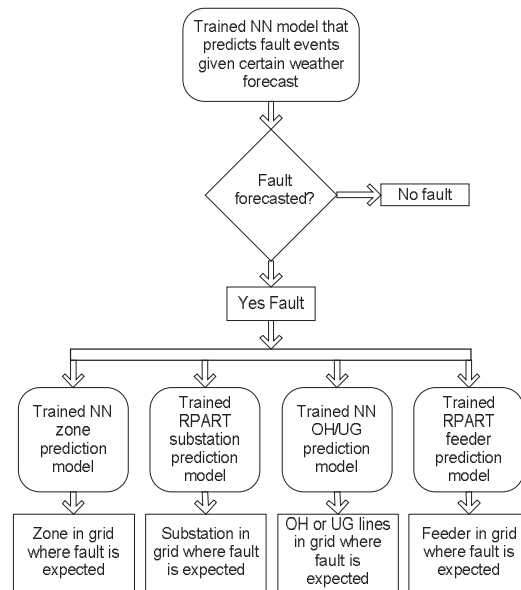 Trained NN model that
predicts fault events
given certain weather
forecast
Fault
forecasted?
No fault
Yes Fault
Trained NN
zone
prediction
model
Trained
RPART
substation
prediction
model
Trained NN
OH/UG
prediction
model
Trained
RPART
feeder
prediction
model
Zone in grid
where fault is
expected
Substation in
grid where fault
is expected
OH or UG lines
in grid where
fault is
expected
Feeder in grid
where fault is
expected